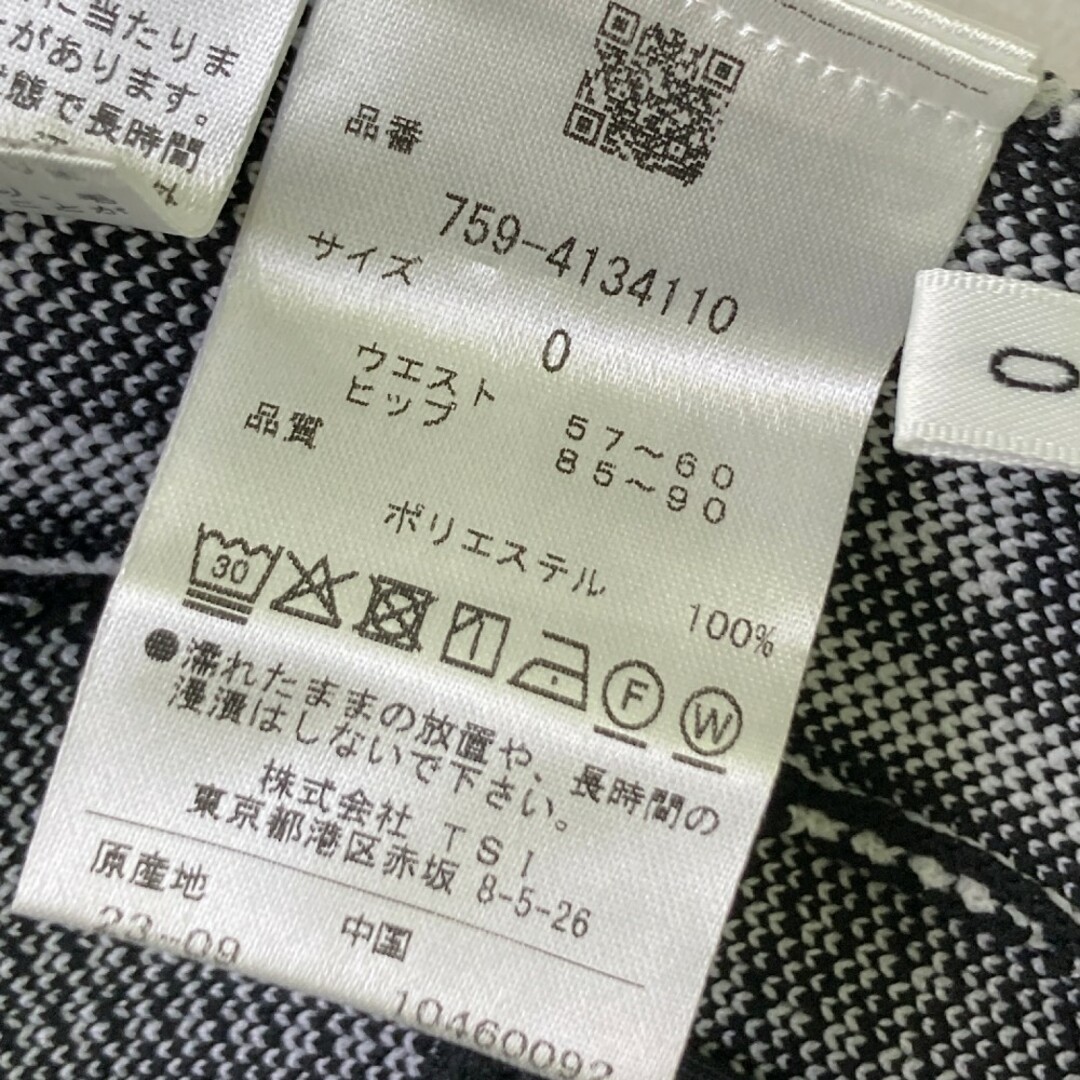 に当たりま
があります。
態で長時間
品番
759-4134110
サイズ
0
ウエスト 57～60
ヒップ 85～90
品質
ポリエステル 100%
30
F
W
●濡れたままの放置や、長時間の
浸漬はしないで下さい。
株式会社 TSI
東京都港区赤坂 8-5-26
原産地
中国
23-09
10460092
0